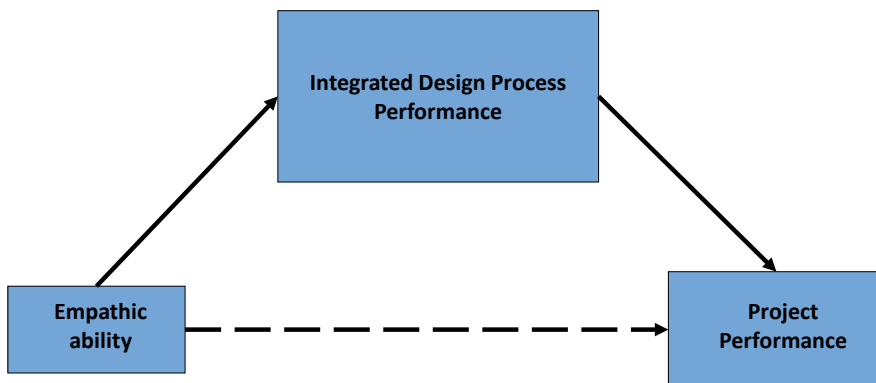 Integrated Design Process
Performance
Empathic
ability
Project
Performance